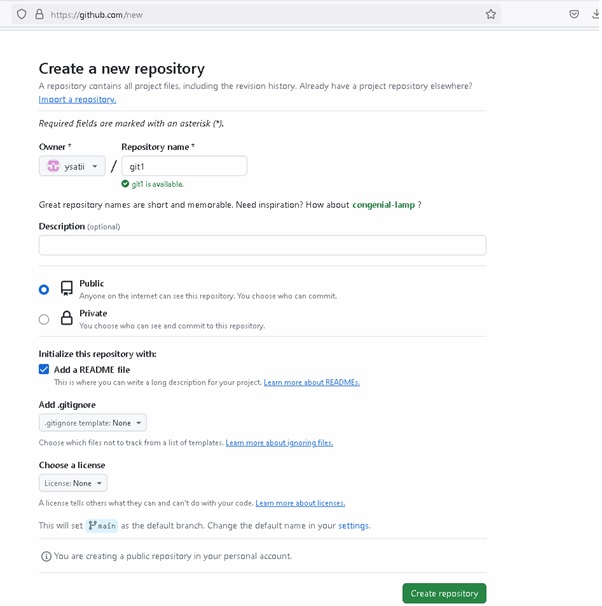 https://github.com/new
Create a new repository
A repository contains all project files, including the revision history. Already have a project repository elsewhere?
Import a repository.
Required fields are marked with an asterisk (*).
Owner * Repository name *
ysatii / git1
git1 is available.
Great repository names are short and memorable. Need inspiration? How about congenial-lamp ?
Description (optional)
Public
Anyone on the internet can see this repository. You choose who can commit.
Private
You choose who can see and commit to this repository.
Initialize this repository with:
Add a README file
This is where you can write a long description for your project. Learn more about READMEs.
Add .gitignore
.gitignore template: None
Choose which files not to track from a list of templates. Learn more about ignoring files.
Choose a license
License: None
A license tells others what they can and can't do with your code. Learn more about licenses.
This will set main as the default branch. Change the default name in your settings.
You are creating a public repository in your personal account.
Create repository